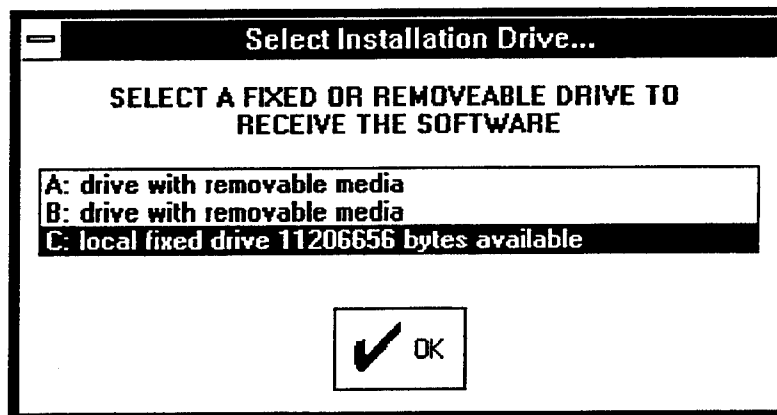 Select Installation Drive...
SELECT A FIXED OR REMOVEABLE DRIVE TO
RECEIVE THE SOFTWARE
A: drive with removable media
B: drive with removable media
C: local fixed drive 11206656 bytes available
OK